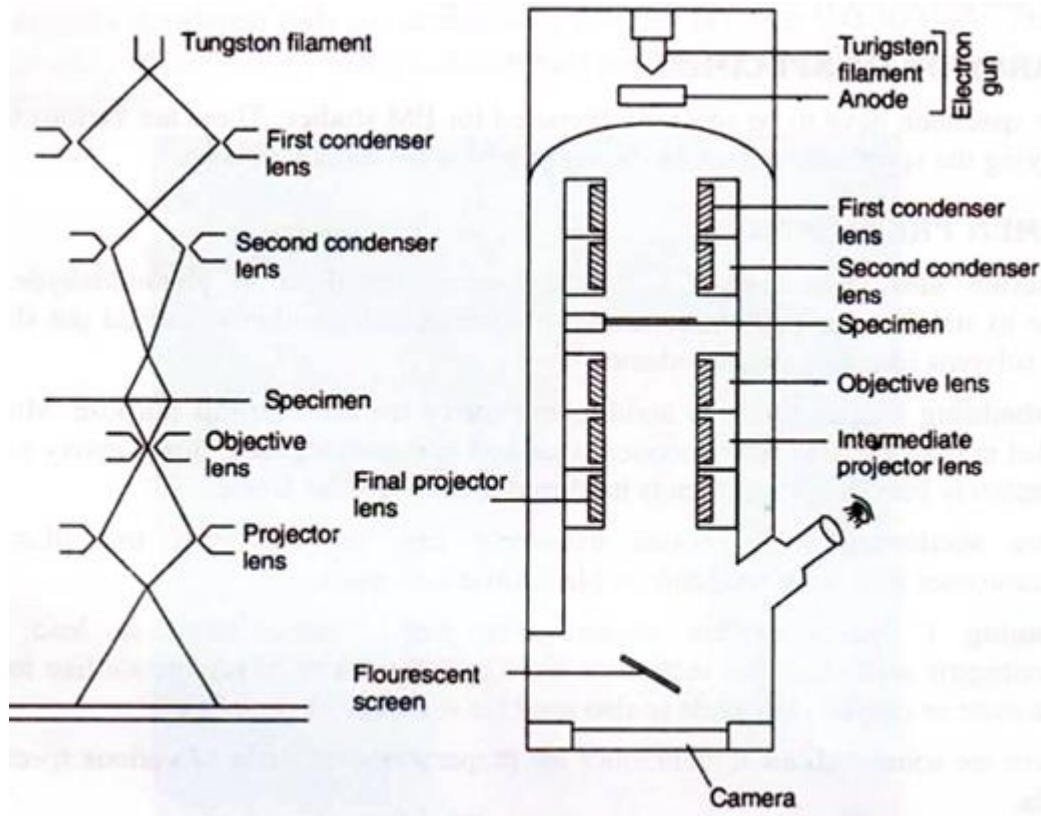 Tungston filament
First condenser
lens
Second condenser
lens
Specimen
Objective
lens
Projector
lens
Turigsten
filament
Anode
Electron
gun
First condenser
lens
Second condenser
lens
Specimen
Objective lens
Intermediate
projector lens
Final projector
lens
Flourescent
screen
Camera